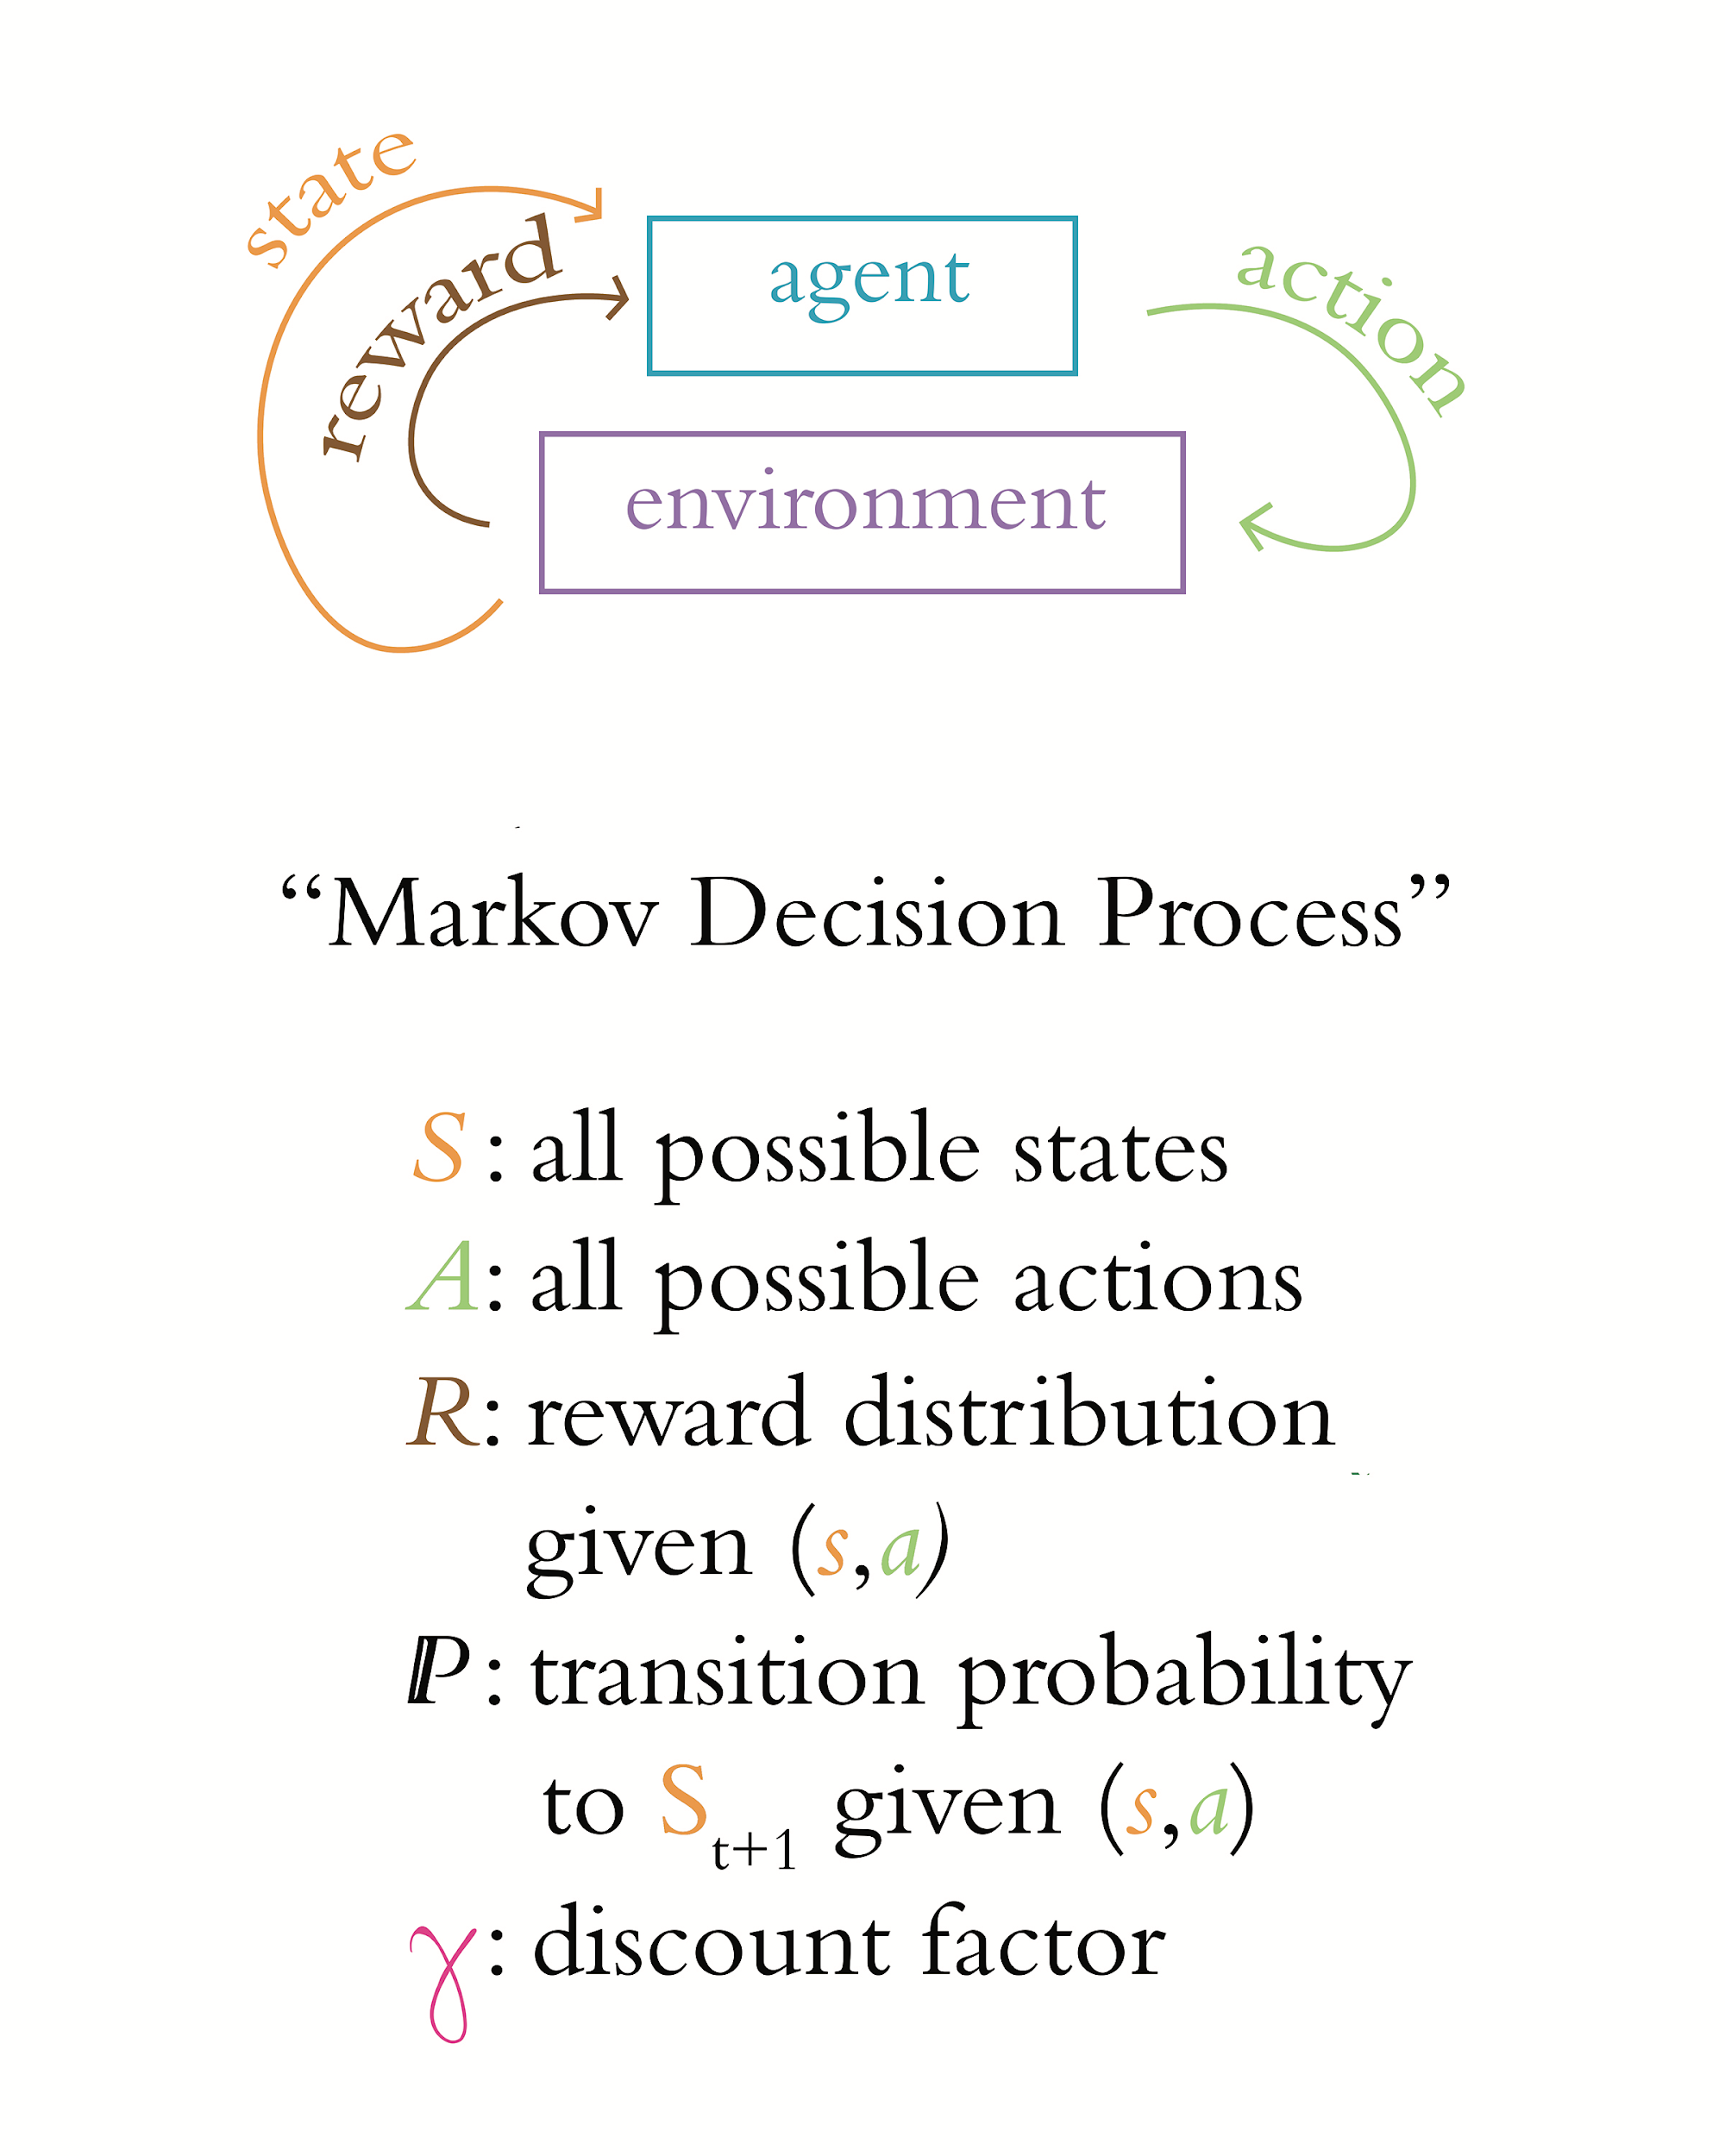 state
reward
agent
action
environment
“Markov Decision Process”
S : all possible states
A: all possible actions
R: reward distribution
given (s,a)
ℙ : transition probability
to Sₜ₊₁ given (s,a)
γ : discount factor